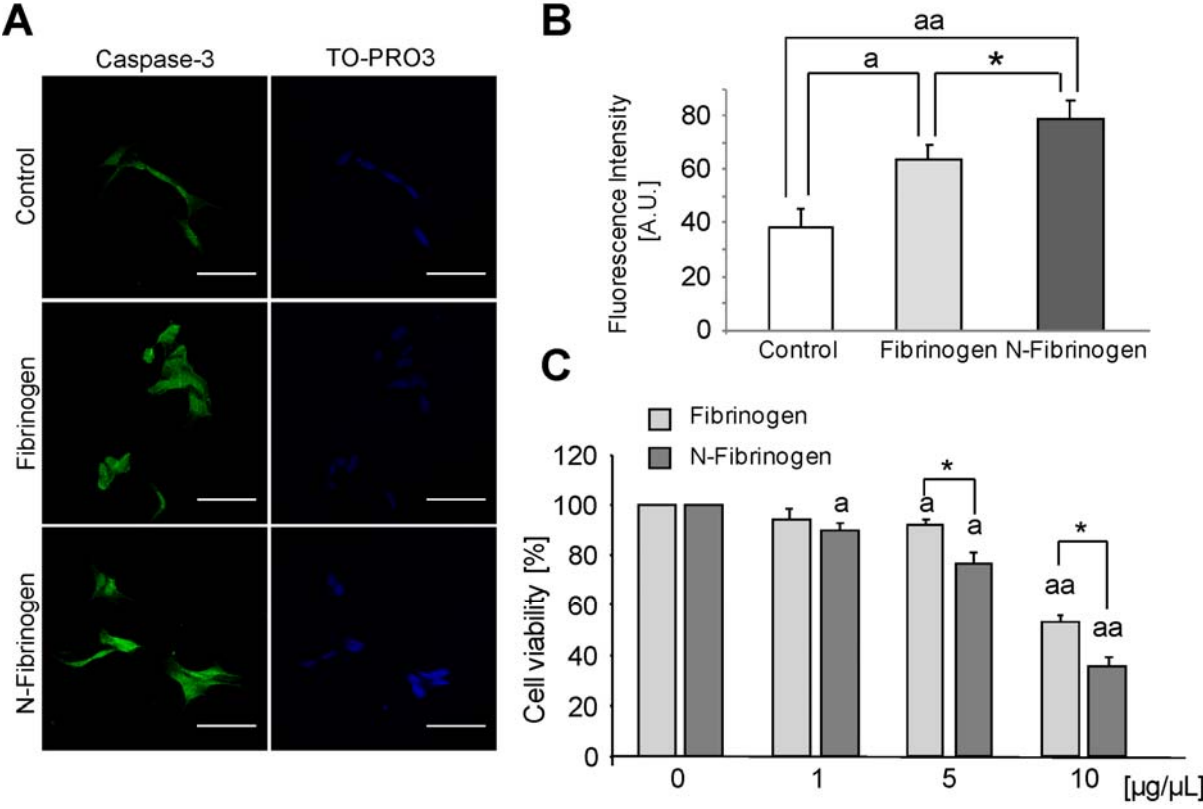 A
Caspase-3 TO-PRO3
Control
Fibrinogen
N-Fibrinogen
B
aa
a *
Fluorescence Intensity
[A.U.]
80
60
40
20
0
Control Fibrinogen N-Fibrinogen
C
Fibrinogen
N-Fibrinogen
Cell viability [%]
120
100
80
60
40
20
0
a
a
*
a
aa
*
aa
0 1 5 10 [µg/µL]